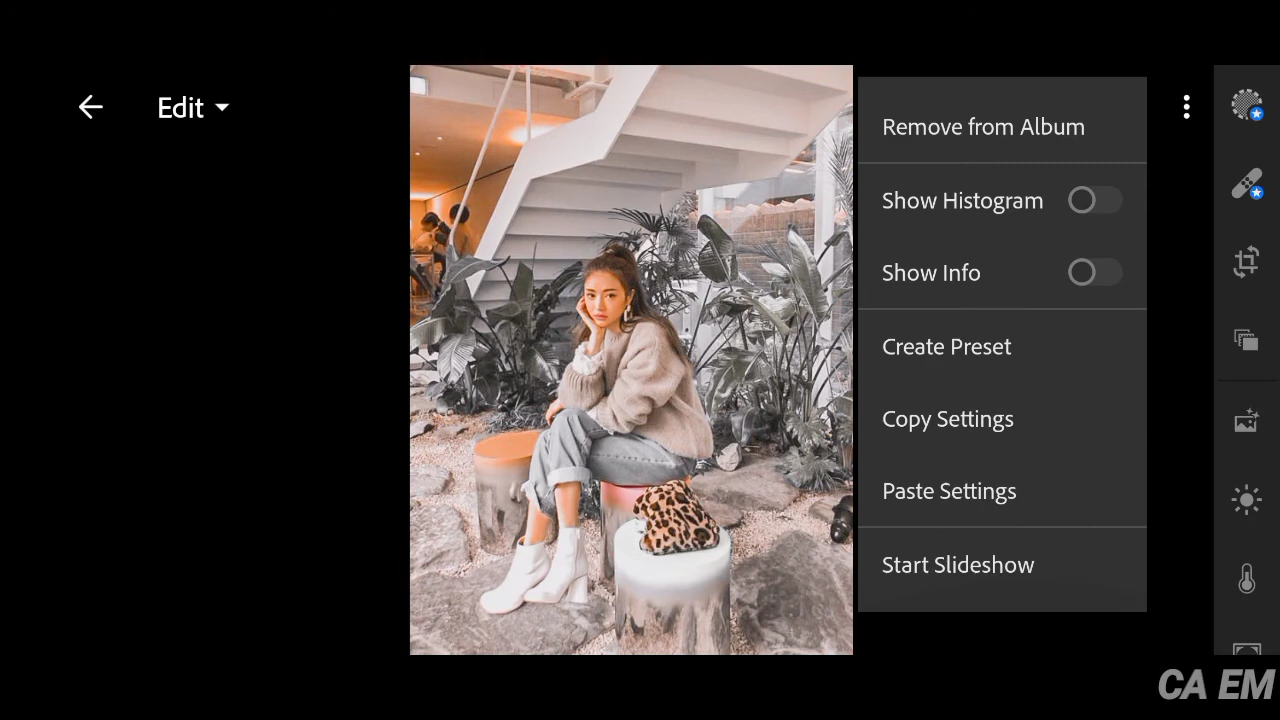 Edit
Remove from Album
Show Histogram
Show Info
Create Preset
Copy Settings
Paste Settings
Start Slideshow
CA EM